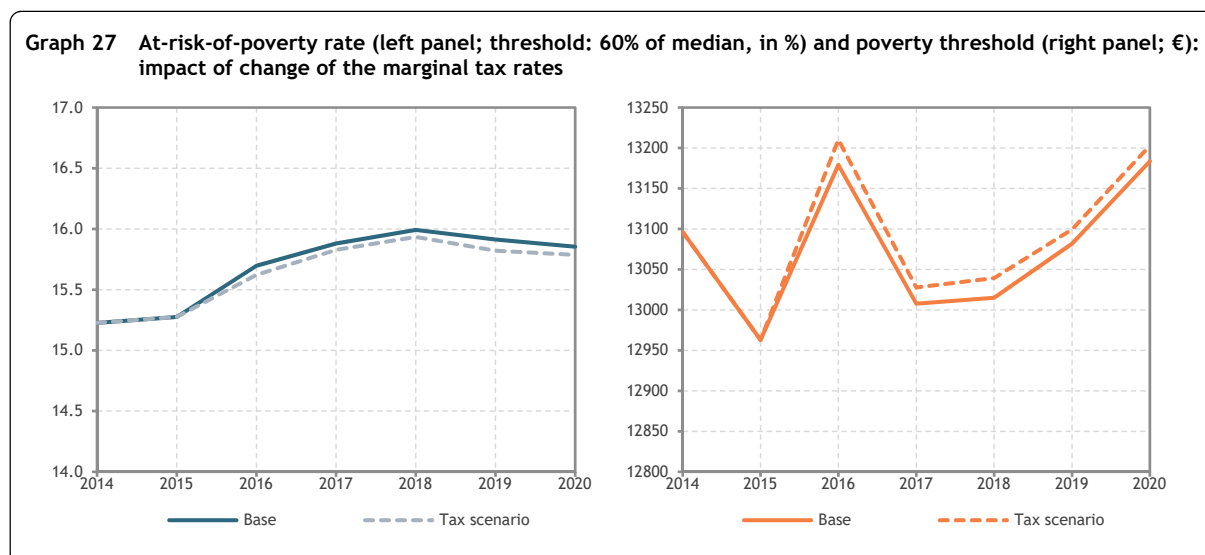 Graph 27 At-risk-of-poverty rate (left panel; threshold: 60% of median, in %) and poverty threshold (right panel; €):
impact of change of the marginal tax rates
17.0
16.5
16.0
15.5
15.0
14.5
14.0
2014 2015 2016 2017 2018 2019 2020
Base Tax scenario
13250
13200
13150
13100
13050
13000
12950
12900
12850
12800
2014 2015 2016 2017 2018 2019 2020
Base Tax scenario